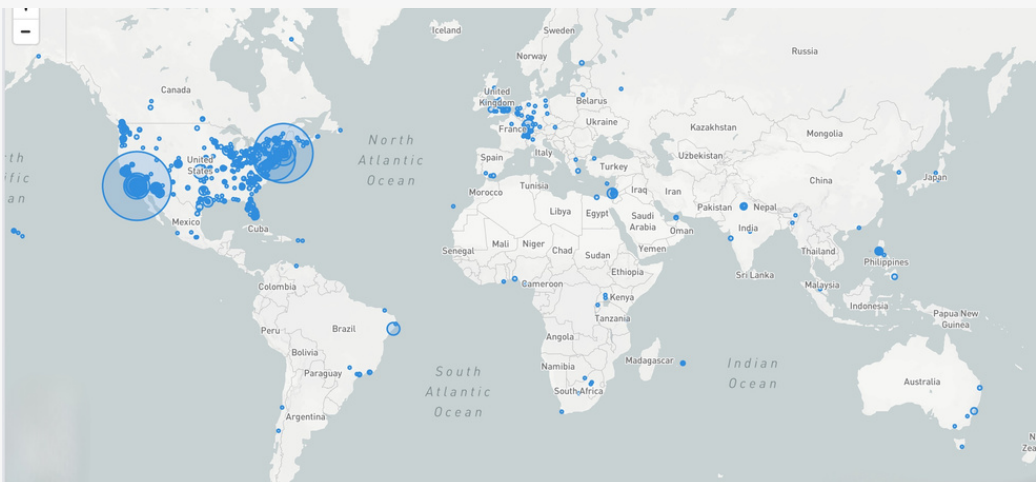 +
−
Iceland
Sweden
Norway
Russia
Canada
United
Kingdom
Belarus
Ukraine
France
Kazakhstan
Mongolia
North
Atlantic
Ocean
United
States
Spain
Italy
Turkey
Uzbekistan
China
Japan
Morocco
Tunisia
Iraq
Iran
Pakistan
Nepal
Mexico
Cuba
Libya
Egypt
Saudi
Arabia
Oman
India
Senegal
Mali
Niger
Chad
Sudan
Yemen
Thailand
Philippines
Ethiopia
Sri Lanka
Colombia
Cameroon
Malaysia
Kenya
Indonesia
Peru
Brazil
Tanzania
Papua New
Guinea
Angola
Bolivia
Madagascar
Indian
Ocean
Paraguay
South
Atlantic
Ocean
Namibia
South Africa
Australia
Argentina